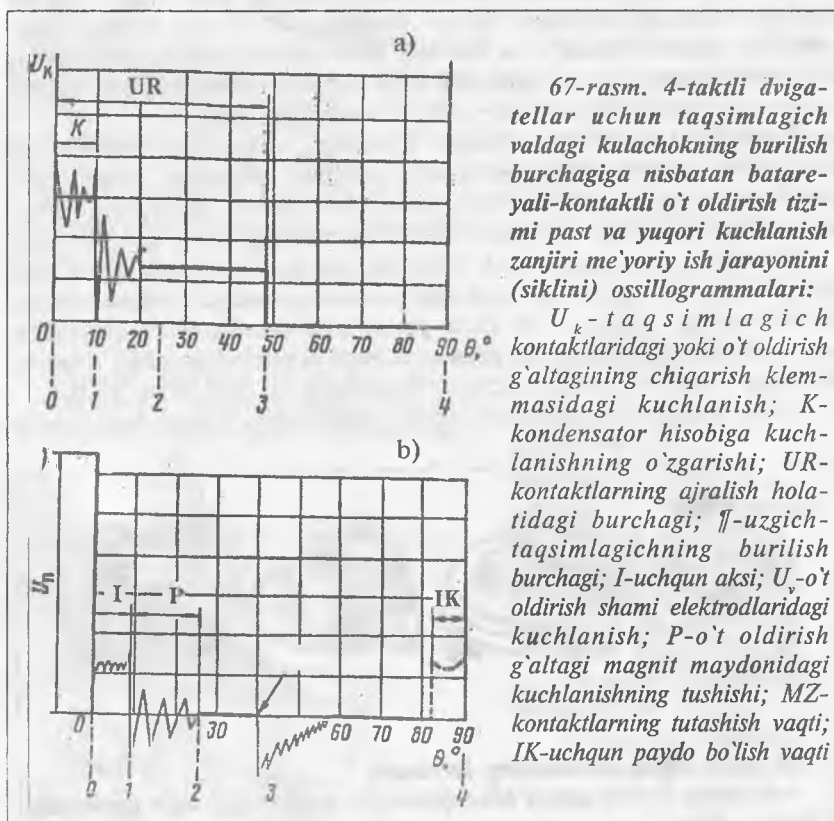 a)
Uк
UR
K
0 10 20 30 40 50 60 70 80 90 θ,°
0 1 2 3 4
b)
Uп
I P IK
0 30 60 70 80 90
θ,°
0 1 2 3 4
67-rasm. 4-taktli dviga-
tellar uchun taqsimlagich
valdagi kulachokning burilish
burchagiga nisbatan batare-
yali-kontaktli o`t oldirish tizi-
mi past va yuqori kuchlanish
zanjiri me`yoriy ish jarayonini
(siklini) ossillogrammalari:
Uk-taqsimlagich
kontaktlaridagi yoki o`t oldirish
g`altagining chiqarish klem-
masidagi kuchlanish; K-
kondensator hisobiga kuch-
lanishning o`zgarishi; UR-
kontaktlarning ajralish hola-
tidagi burchagi; ¶-uzgich-
taqsimlagichning burilish
burchagi; I-uchqun aksi; Uv-o`t
oldirish shami elektrodlaridagi
kuchlanish; P-o`t oldirish
g`altagi magnit maydonidagi
kuchlanishning tushishi; MZ-
kontaktlarning tutashish vaqti;
IK-uchqun paydo bo`lish vaqti